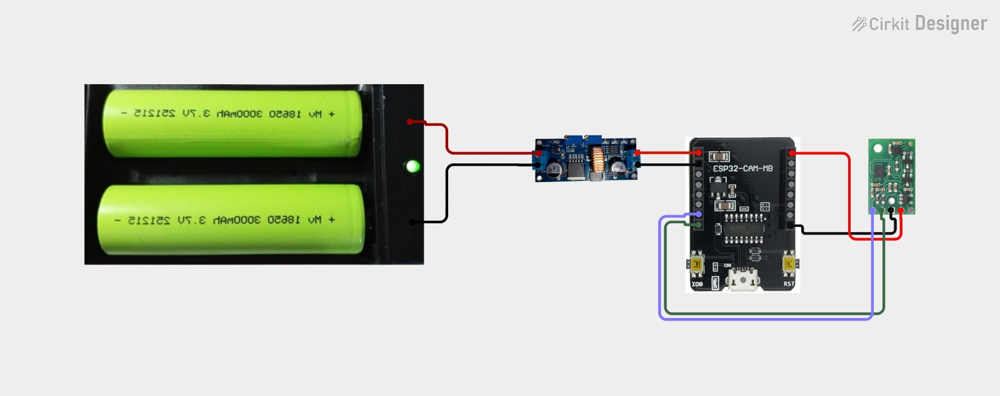 Cirkit Designer
+ Mv 18650 3000mAh 3.7V 251215 -
+ Mv 18650 3000mAh 3.7V 251215 -
ESP32-CAM-MB
CN1
IO0
RST